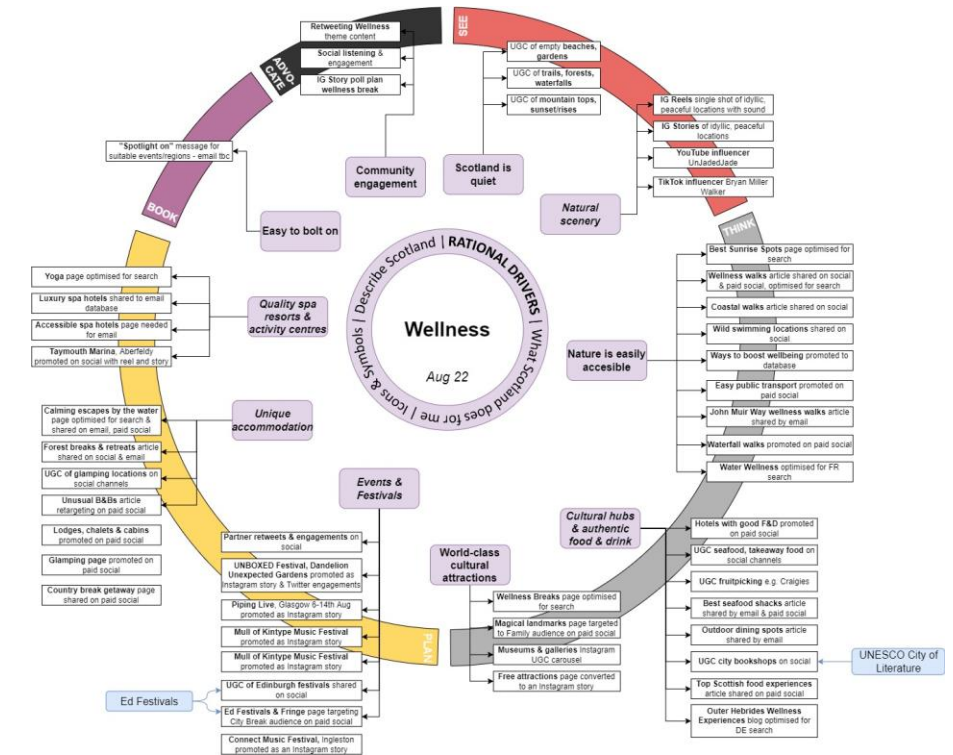 Retweeting Wellness
theme content
Social listening &
engagement
IG Story poll plan
wellness break
ADVO-
CATE
SEE
UGC of empty beaches,
gardens
UGC of trails, forests,
waterfalls
UGC of mountain tops,
sunset/rises
IG Reels single shot of idyllic,
peaceful locations with sound
IG Stories of idyllic, peaceful
locations
YouTube influencer
UnJadedJade
TikTok influencer Bryan Miller
Walker
"Spotlight on" message for
suitable events/regions - email tbc
Community
engagement
Scotland is
quiet
Natural
scenery
BOOK
Easy to bolt on
THINK
Yoga page optimised for search
Luxury spa hotels shared to email
database
Accessible spa hotels page needed
for email
Taymouth Marina, Aberfeldy
promoted on social with reel and story
Quality spa
resorts &
activity centres
Icons & Symbols | Describe Scotland | RATIONAL DRIVERS | What Scotland does for me |
Wellness
Aug 22
Nature is easily
accesible
Best Sunrise Spots page optimised for
search
Wellness walks article shared on social
& paid social, optimised for search
Coastal walks article shared on social
Wild swimming locations shared on
social
Ways to boost wellbeing promoted to
database
Easy public transport promoted on
paid social
John Muir Way wellness walks article
shared by email
Waterfall walks promoted on paid social
Water Wellness optimised for FR
search
Calming escapes by the water
page optimised for search &
shared on email, paid social
Forest breaks & retreats article
shared on social & email
UGC of glamping locations on
social channels
Unusual B&Bs article
retargeting on paid social
Lodges, chalets & cabins
promoted on paid social
Glamping page promoted on
paid social
Country break getaway page
shared on paid social
Unique
accommodation
Events &
Festivals
Partner retweets & engagements on
social
UNBOXED Festival, Dandelion
Unexpected Gardens promoted as
Instagram story & Twitter engagements
Piping Live, Glasgow 6-14th Aug
promoted as Instagram story
Mull of Kintype Music Festival
promoted as Instagram story
Mull of Kintype Music Festival
promoted as Instagram story
UGC of Edinburgh festivals shared
on social
Ed Festivals & Fringe page targeting
City Break audience on paid social
Connect Music Festival, Ingleston
promoted as an Instagram story
Ed Festivals
PLAN
World-class
cultural
attractions
Wellness Breaks page optimised
for search
Magical landmarks page targeted
to Family audience on paid social
Museums & galleries Instagram
UGC carousel
Free attractions page converted
to an Instagram story
Cultural hubs
& authentic
food & drink
Hotels with good F&D promoted
on paid social
UGC seafood, takeaway food on
social channels
UGC fruitpicking e.g. Craigies
Best seafood shacks article
shared by email & paid social
Outdoor dining spots article
shared by email
UGC city bookshops on social
Top Scottish food experiences
article shared on paid social
Outer Hebrides Wellness
Experiences blog optimised for
DE search
UNESCO City of
Literature